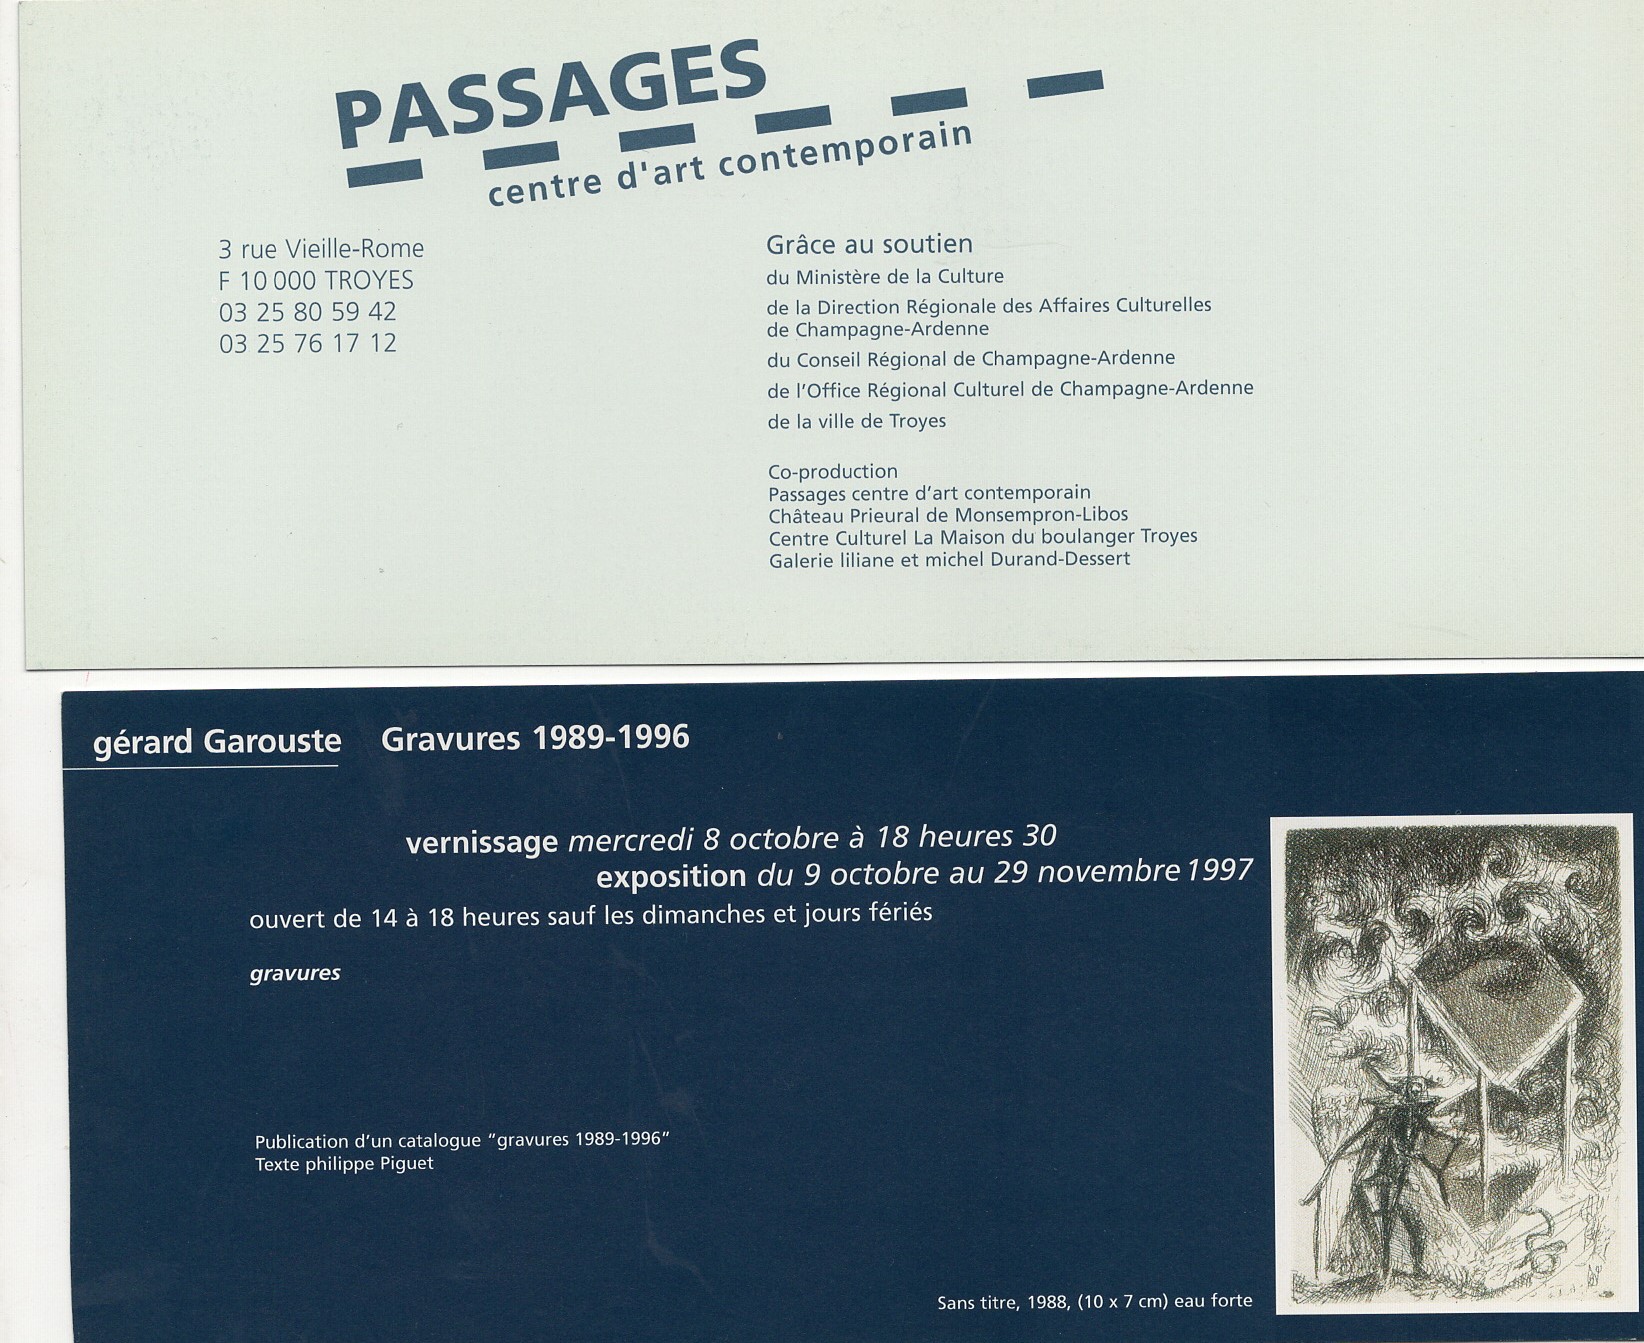 PASSAGES
centre d'art contemporain
3 rue Vieille-Rome
F 10 000 TROYES
03 25 80 59 42
03 25 76 17 12
Grâce au soutien
du Ministère de la Culture
de la Direction Régionale des Affaires Culturelles
de Champagne-Ardenne
du Conseil Régional de Champagne-Ardenne
de l'Office Régional Culturel de Champagne-Ardenne
de la ville de Troyes
Co-production
Passages centre d'art contemporain
Château Prieural de Monsempron-Libos
Centre Culturel La Maison du boulanger Troyes
Galerie liliane et michel Durand-Dessert
gérard Garouste Gravures 1989-1996
vernissage mercredi 8 octobre à 18 heures 30
exposition du 9 octobre au 29 novembre 1997
ouvert de 14 à 18 heures sauf les dimanches et jours fériés
gravures
Publication d'un catalogue "gravures 1989-1996"
Texte philippe Piguet
Sans titre, 1988, (10 x 7 cm) eau forte